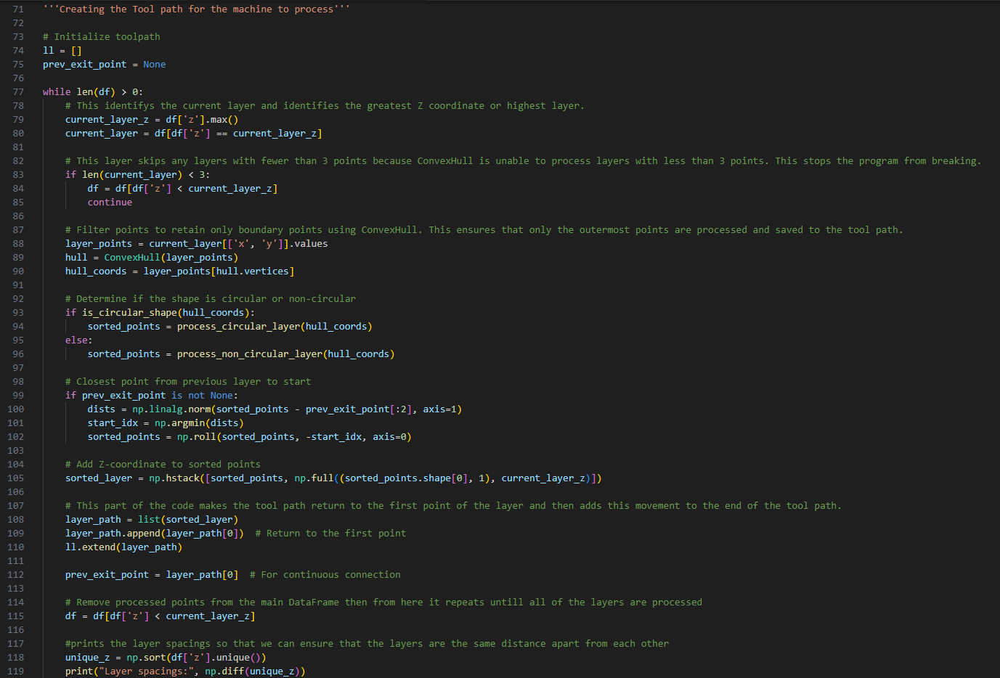 71 '''Creating the Tool path for the machine to process'''
72
73 # Initialize toolpath
74 ll = []
75 prev_exit_point = None
76
77 while len(df) > 0:
78     # This identifys the current layer and identifies the greatest Z coordinate or highest layer.
79     current_layer_z = df['z'].max()
80     current_layer = df[df['z'] == current_layer_z]
81
82     # This layer skips any layers with fewer than 3 points because ConvexHull is unable to process layers with less than 3 points. This stops the program from breaking.
83     if len(current_layer) < 3:
84         df = df[df['z'] < current_layer_z]
85         continue
86
87     # Filter points to retain only boundary points using ConvexHull. This ensures that only the outermost points are processed and saved to the tool path.
88     layer_points = current_layer[['x', 'y']].values
89     hull = ConvexHull(layer_points)
90     hull_coords = layer_points[hull.vertices]
91
92     # Determine if the shape is circular or non-circular
93     if is_circular_shape(hull_coords):
94         sorted_points = process_circular_layer(hull_coords)
95     else:
96         sorted_points = process_non_circular_layer(hull_coords)
97
98     # Closest point from previous layer to start
99     if prev_exit_point is not None:
100         dists = np.linalg.norm(sorted_points - prev_exit_point[:2], axis=1)
101         start_idx = np.argmin(dists)
102         sorted_points = np.roll(sorted_points, -start_idx, axis=0)
103
104     # Add Z-coordinate to sorted points
105     sorted_layer = np.hstack([sorted_points, np.full((sorted_points.shape[0], 1), current_layer_z)])
106
107     # This part of the code makes the tool path return to the first point of the layer and then adds this movement to the end of the tool path.
108     layer_path = list(sorted_layer)
109     layer_path.append(layer_path[0])  # Return to the first point
110     ll.extend(layer_path)
111
112     prev_exit_point = layer_path[0]  # For continuous connection
113
114     # Remove processed points from the main DataFrame then from here it repeats untill all of the layers are processed
115     df = df[df['z'] < current_layer_z]
116
117     #prints the layer spacings so that we can ensure that the layers are the same distance apart from each other
118     unique_z = np.sort(df['z'].unique())
119     print("Layer spacings:", np.diff(unique_z))